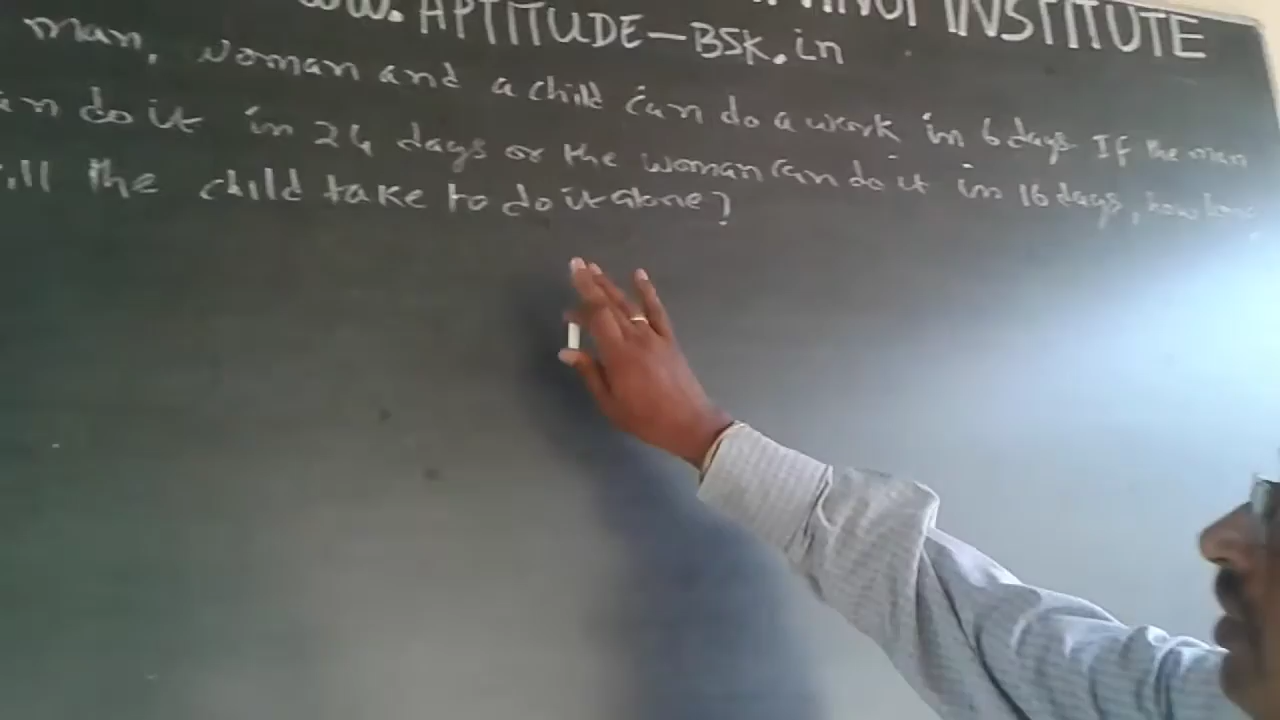 INSTITUTE
APTITUDE-BSK.in
man, woman and a child can do a work in 6 days. If the man
do it in 24 days or the woman can do it in 16 days, how long
the child take to do it alone?